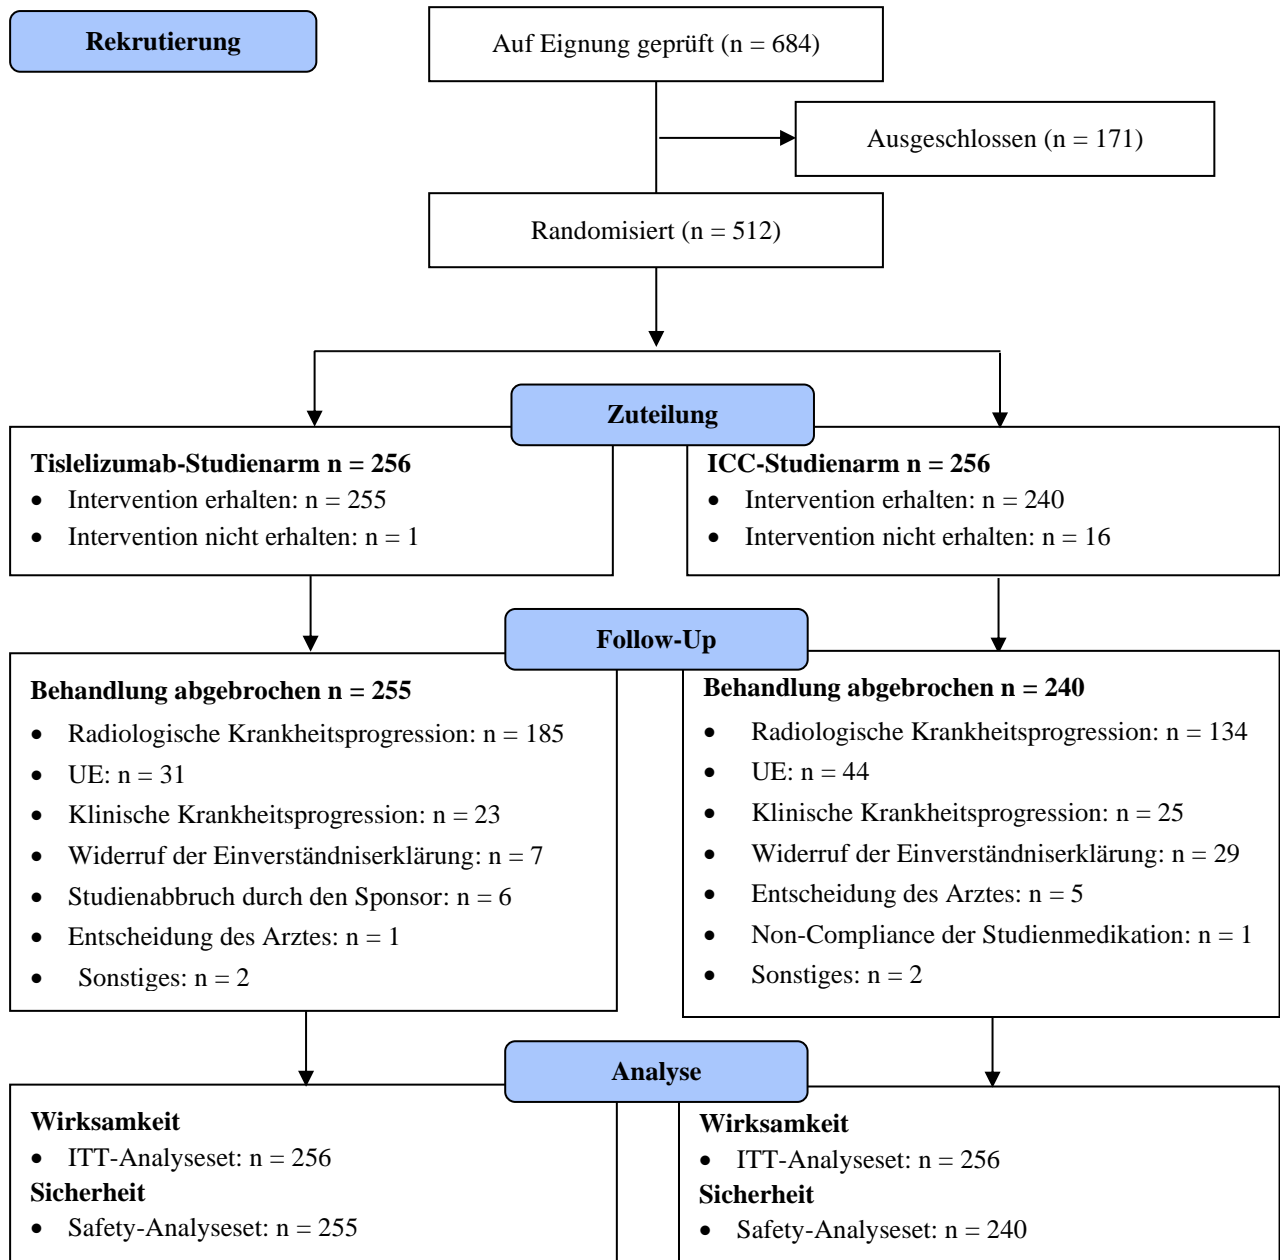 Rekrutierung
Auf Eignung geprüft (n = 684)
Ausgeschlossen (n = 171)
Randomisiert (n = 512)
Zuteilung
Tislelizumab-Studienarm n = 256
• Intervention erhalten: n = 255
• Intervention nicht erhalten: n = 1
ICC-Studienarm n = 256
• Intervention erhalten: n = 240
• Intervention nicht erhalten: n = 16
Follow-Up
Behandlung abgebrochen n = 255
• Radiologische Krankheitsprogression: n = 185
• UE: n = 31
• Klinische Krankheitsprogression: n = 23
• Widerruf der Einverständniserklärung: n = 7
• Studienabbruch durch den Sponsor: n = 6
• Entscheidung des Arztes: n = 1
• Sonstiges: n = 2
Behandlung abgebrochen n = 240
• Radiologische Krankheitsprogression: n = 134
• UE: n = 44
• Klinische Krankheitsprogression: n = 25
• Widerruf der Einverständniserklärung: n = 29
• Entscheidung des Arztes: n = 5
• Non-Compliance der Studienmedikation: n = 1
• Sonstiges: n = 2
Analyse
Wirksamkeit
• ITT-Analyseset: n = 256
Sicherheit
• Safety-Analyseset: n = 255
Wirksamkeit
• ITT-Analyseset: n = 256
Sicherheit
• Safety-Analyseset: n = 240